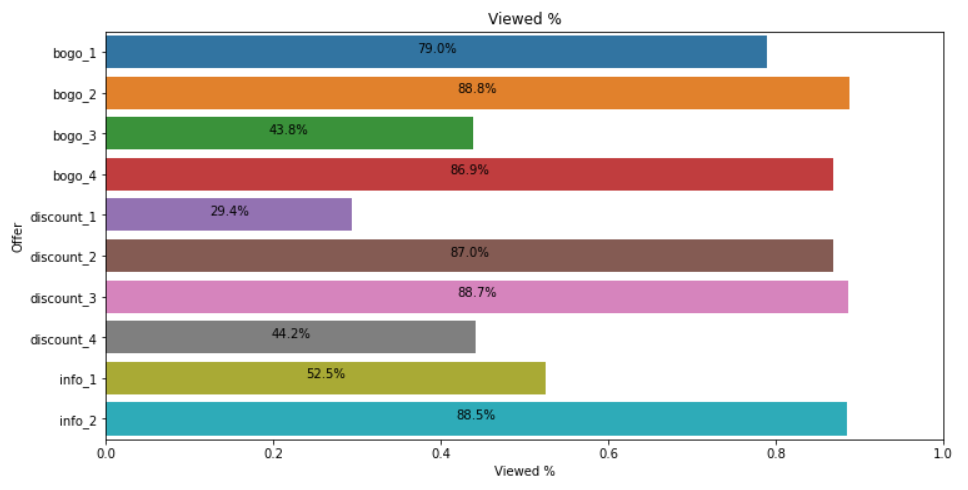 Viewed %
bogo_1 79.0%
bogo_2 88.8%
bogo_3 43.8%
bogo_4 86.9%
discount_1 29.4%
discount_2 87.0%
discount_3 88.7%
discount_4 44.2%
info_1 52.5%
info_2 88.5%
Offer
0.0 0.2 0.4 0.6 0.8 1.0
Viewed %